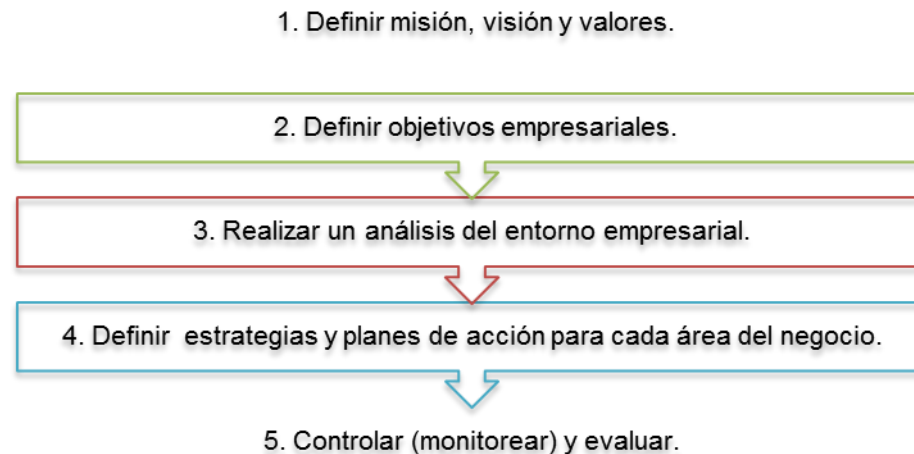 1. Definir misión, visión y valores.
2. Definir objetivos empresariales.
3. Realizar un análisis del entorno empresarial.
4. Definir estrategias y planes de acción para cada área del negocio.
5. Controlar (monitorear) y evaluar.